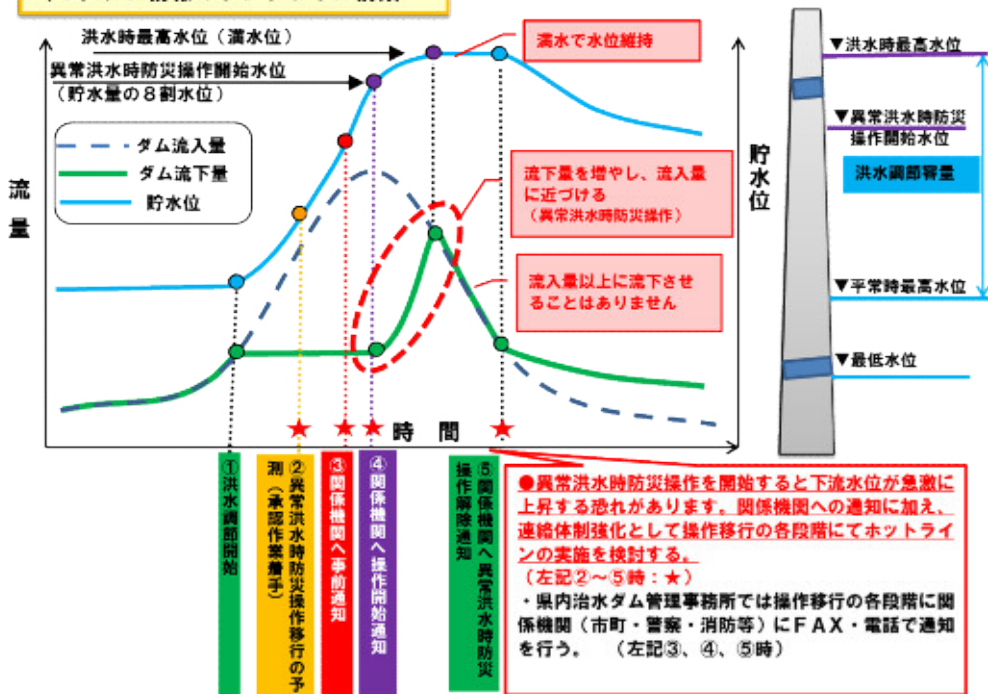 洪水時最高水位（満水位）
異常洪水時防災操作開始水位
（貯水量の８割水位）
ダム流入量
ダム流下量
貯水位
流量
満水で水位維持
流下量を増やし、流入量
に近づける
（異常洪水時防災操作）
流入量以上に流下させ
ることはありません
貯水位
▼洪水時最高水位
▼異常洪水時防災
操作開始水位
洪水調節容量
▼平常時最高水位
▼最低水位
★ ★ ★ 時 間 ★
①洪水調節開始
②異常洪水時防災操作移行の予
測（承認作業着手）
③関係機関へ事前通知
④関係機関へ操作開始通知
⑤関係機関へ異常洪水時防災
操作解除通知
●異常洪水時防災操作を開始すると下流水位が急激に
上昇する恐れがあります。関係機関への通知に加え、
連絡体制強化として操作移行の各段階にてホットライ
ンの実施を検討する。
（左記②～⑤時：★）
・県内治水ダム管理事務所では操作移行の各段階に関
係機関（市町・警察・消防等）にＦＡＸ・電話で通知
を行う。　（左記③、④、⑤時）